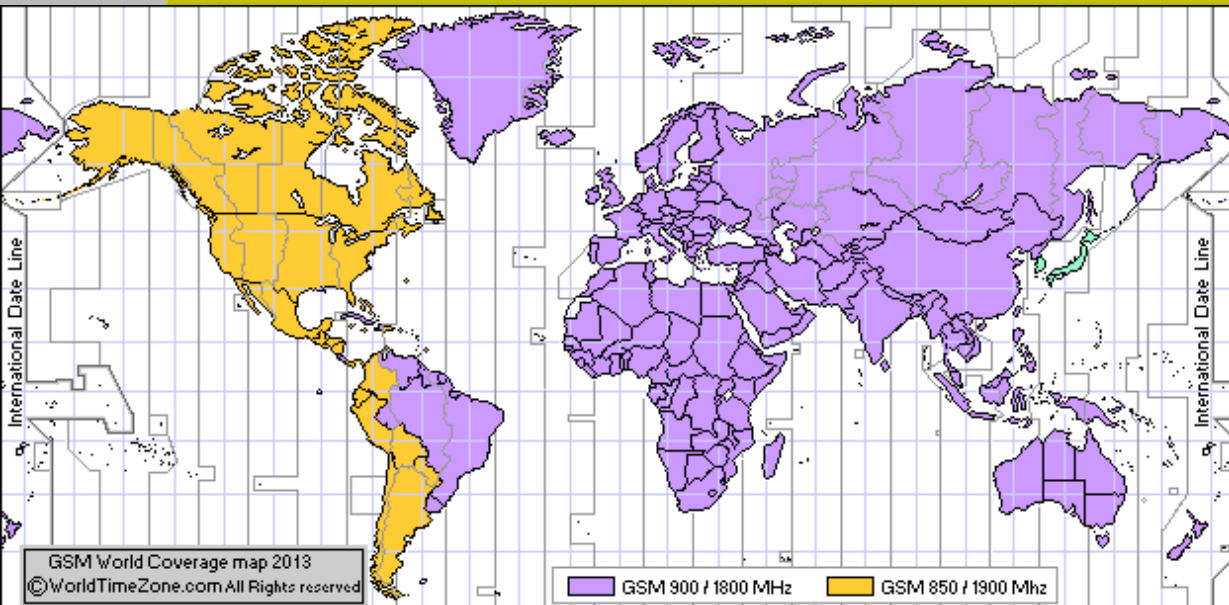 International Date Line
International Date Line
GSM World Coverage map 2013
©WorldTimeZone.com All Rights reserved
GSM 900 / 1800 MHz
GSM 850 / 1900 Mhz